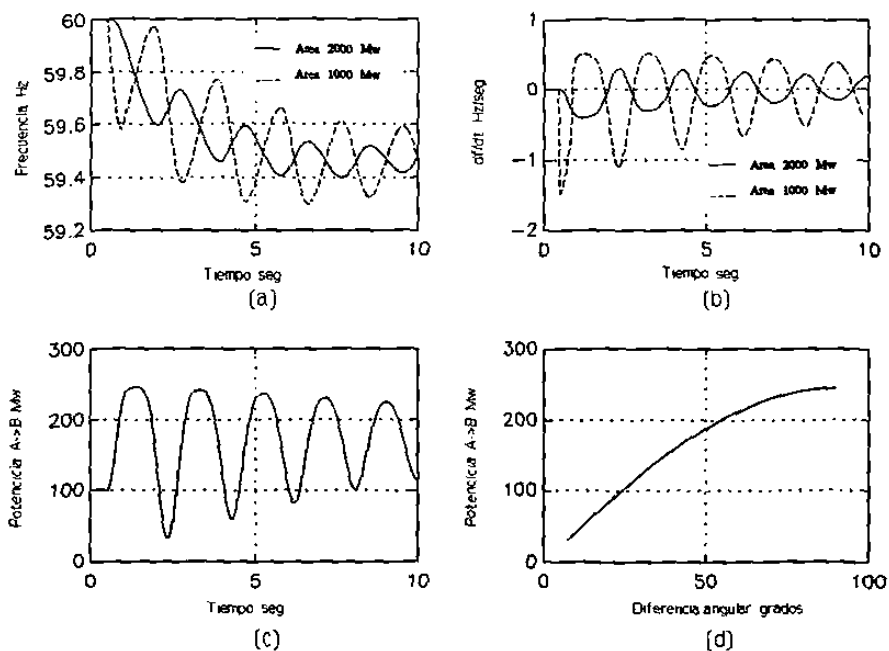 60
59.8
59.6
59.4
59.2
0
5
10
Frecuencia Hz
Area 2000 Mw
Area 1000 Mw
Tiempo seg
(a)
1
0
-1
-2
0
5
10
df/dt Hz/seg
Area 2000 Mw
Area 1000 Mw
Tiempo seg
(b)
300
200
100
0
0
5
10
Potencicia A->B Mw
Tiempo seg
(c)
300
200
100
0
0
50
100
Potencicia A->B Mw
Diferencia angular grados
(d)